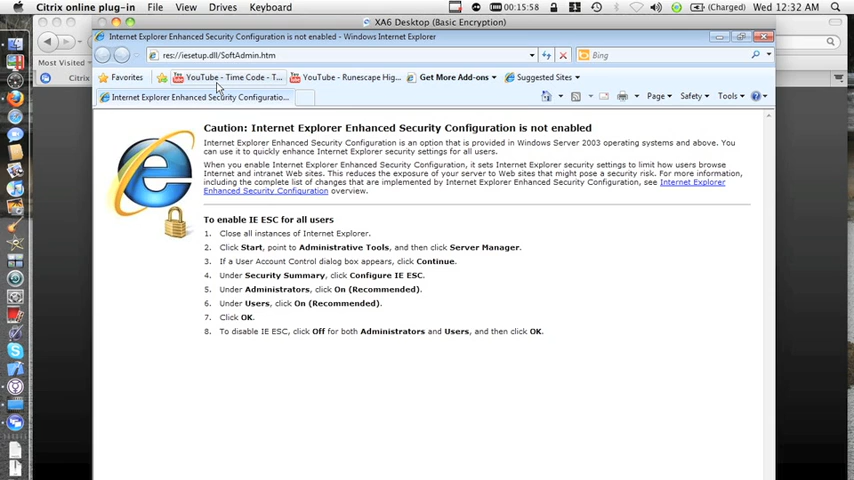 Citrix online plug-in File View Drives Keyboard 00:15:58 (Charged) Wed 12:32 AM
XA6 Desktop (Basic Encryption)
Internet Explorer Enhanced Security Configuration is not enabled - Windows Internet Explorer
res://iesetup.dll/SoftAdmin.htm Bing
Most Visited Favorites YouTube - Time Code - T... YouTube - Runescape Hig... Get More Add-ons Suggested Sites
Internet Explorer Enhanced Security Configuratio... Page Safety Tools
Caution: Internet Explorer Enhanced Security Configuration is not enabled
Internet Explorer Enhanced Security Configuration is an option that is provided in Windows Server 2003 operating systems and above. You
can use it to quickly enhance Internet Explorer security settings for all users.
When you enable Internet Explorer Enhanced Security Configuration, it sets Internet Explorer security settings to limit how users browse
Internet and intranet Web sites. This reduces the exposure of your server to Web sites that might pose a security risk. For more information,
including the complete list of changes that are implemented by Internet Explorer Enhanced Security Configuration, see Internet Explorer
Enhanced Security Configuration overview.
To enable IE ESC for all users
1. Close all instances of Internet Explorer.
2. Click Start, point to Administrative Tools, and then click Server Manager.
3. If a User Account Control dialog box appears, click Continue.
4. Under Security Summary, click Configure IE ESC.
5. Under Administrators, click On (Recommended).
6. Under Users, click On (Recommended).
7. Click OK.
8. To disable IE ESC, click Off for both Administrators and Users, and then click OK.